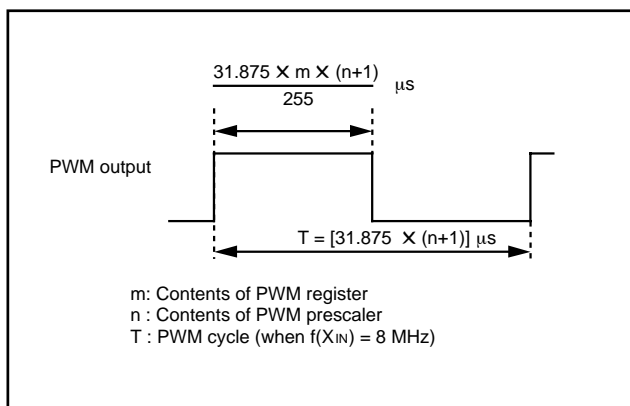 31.875 × m × (n+1)
255
μs
PWM output
T = [31.875 × (n+1)] μs
m: Contents of PWM register
n : Contents of PWM prescaler
T : PWM cycle (when f(XIN) = 8 MHz)